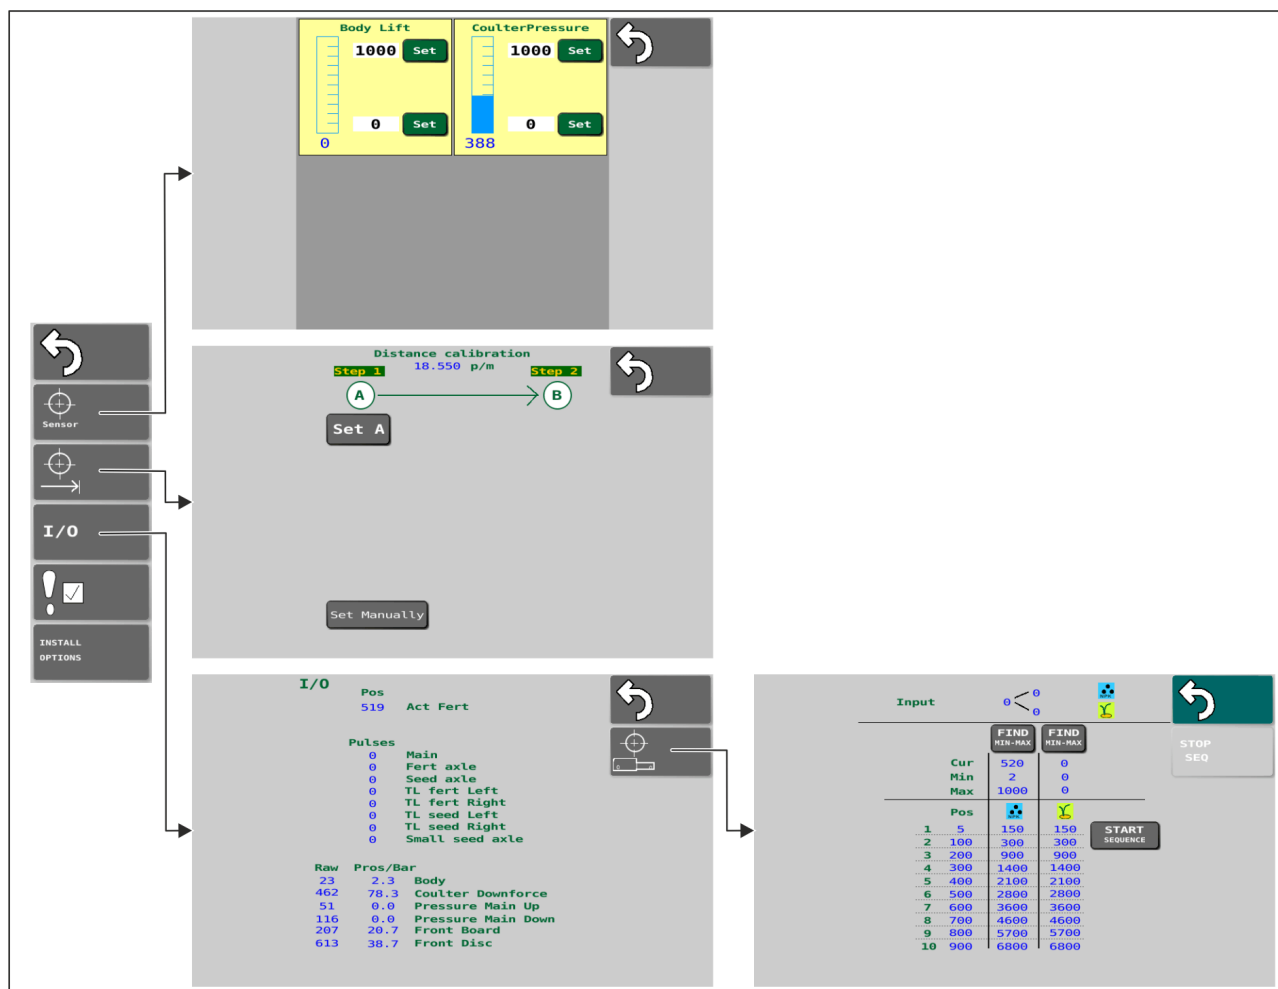 Body Lift
1000 Set
0 Set
0
CoulterPressure
1000 Set
0 Set
388
Sensor
I/O
INSTALL
OPTIONS
Distance calibration
Step 1 18.550 p/m Step 2
A B
Set A
Set Manually
I/O
Pos
519 Act Fert
Pulses
0 Main
0 Fert axle
0 Seed axle
0 TL fert Left
0 TL fert Right
0 TL seed Left
0 TL seed Right
0 Small seed axle
Raw Pros/Bar
23 2.3 Body
462 78.3 Coulter Downforce
51 0.0 Pressure Main Up
116 0.0 Pressure Main Down
207 20.7 Front Board
613 38.7 Front Disc
Input 0 0
0
FIND FIND
MIN-MAX MIN-MAX
STOP
SEQ
Cur 520 0
Min 2 0
Max 1000 0
Pos
1 5 150 150
2 100 300 300
3 200 900 900
4 300 1400 1400
5 400 2100 2100
6 500 2800 2800
7 600 3600 3600
8 700 4600 4600
9 800 5700 5700
10 900 6800 6800
START
SEQUENCE